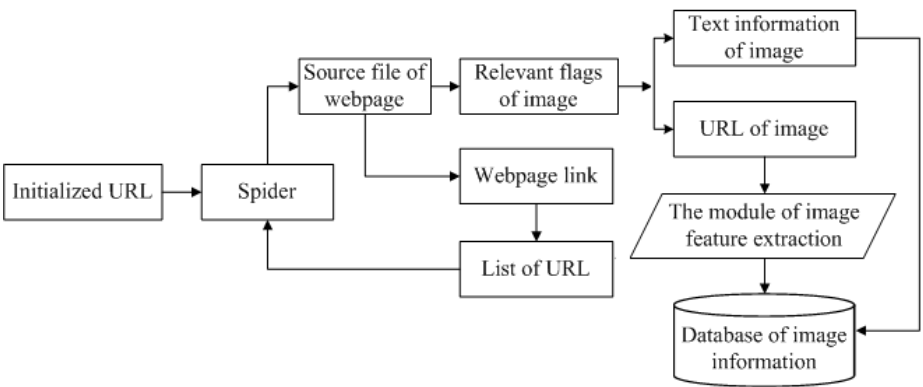 Text information
of image
Source file of
webpage
Relevant flags
of image
URL of image
Initialized URL
Spider
Webpage link
The module of image
feature extraction
List of URL
Database of image
information